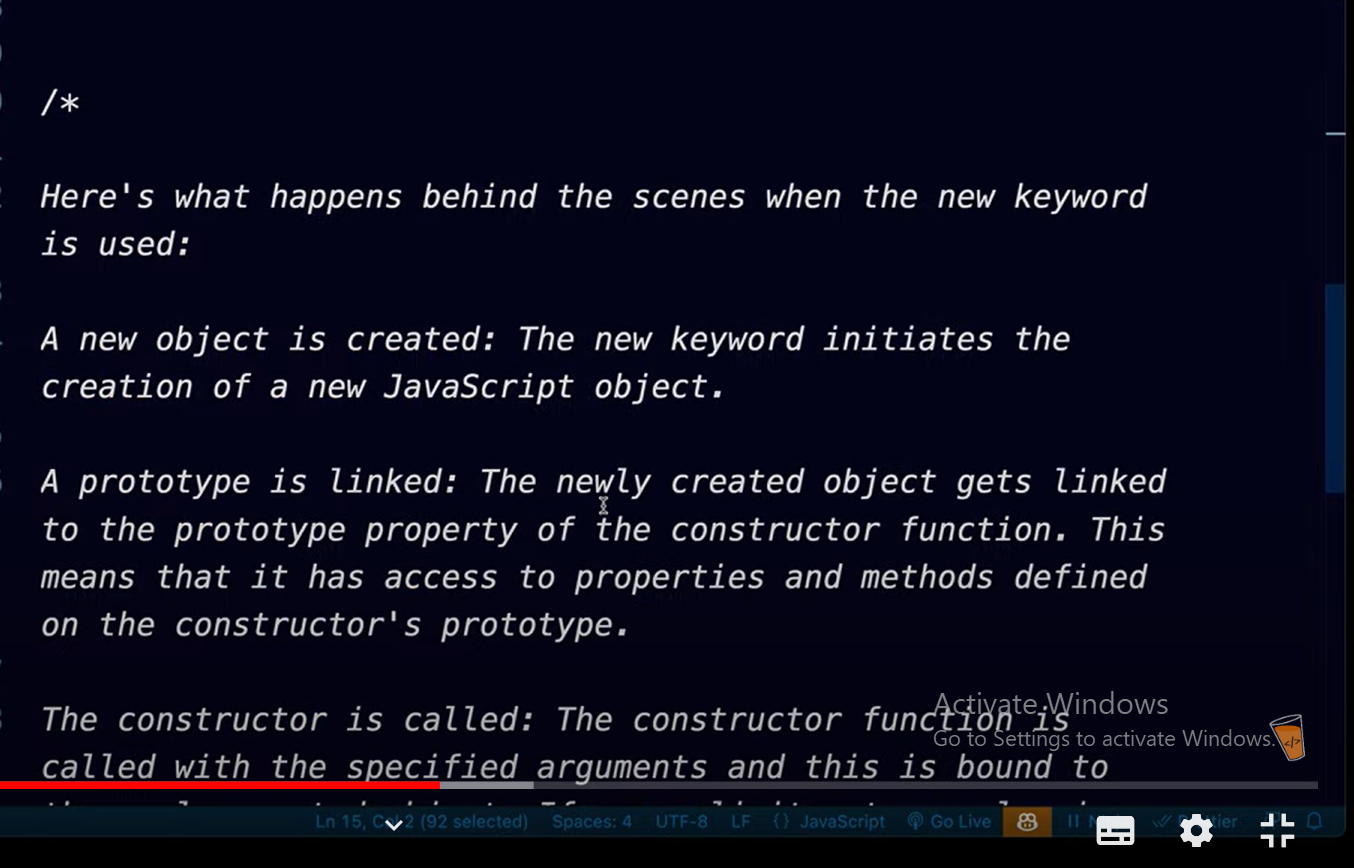 /*
Here's what happens behind the scenes when the new keyword
is used:
A new object is created: The new keyword initiates the
creation of a new JavaScript object.
A prototype is linked: The newly created object gets linked
to the prototype property of the constructor function. This
means that it has access to properties and methods defined
on the constructor's prototype.
The constructor is called: The constructor function is
called with the specified arguments and this is bound to
Activate Windows
Go to Settings to activate Windows.
</>
Ln 15, Col 2 (92 selected) Spaces: 4 UTF-8 LF {} JavaScript Go Live